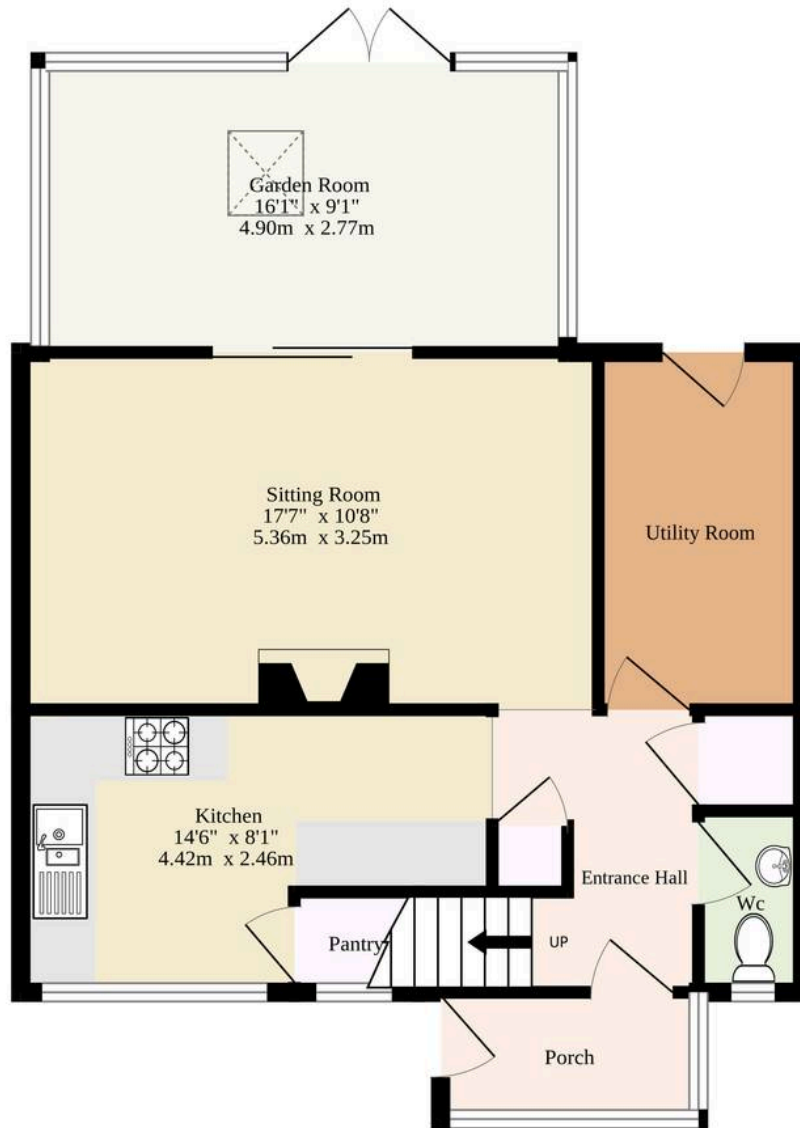 Garden Room
16'1" x 9'1"
4.90m x 2.77m
Sitting Room
17'7" x 10'8"
5.36m x 3.25m
Utility Room
Kitchen
14'6" x 8'1"
4.42m x 2.46m
Entrance Hall
Wc
Pantry
UP
Porch